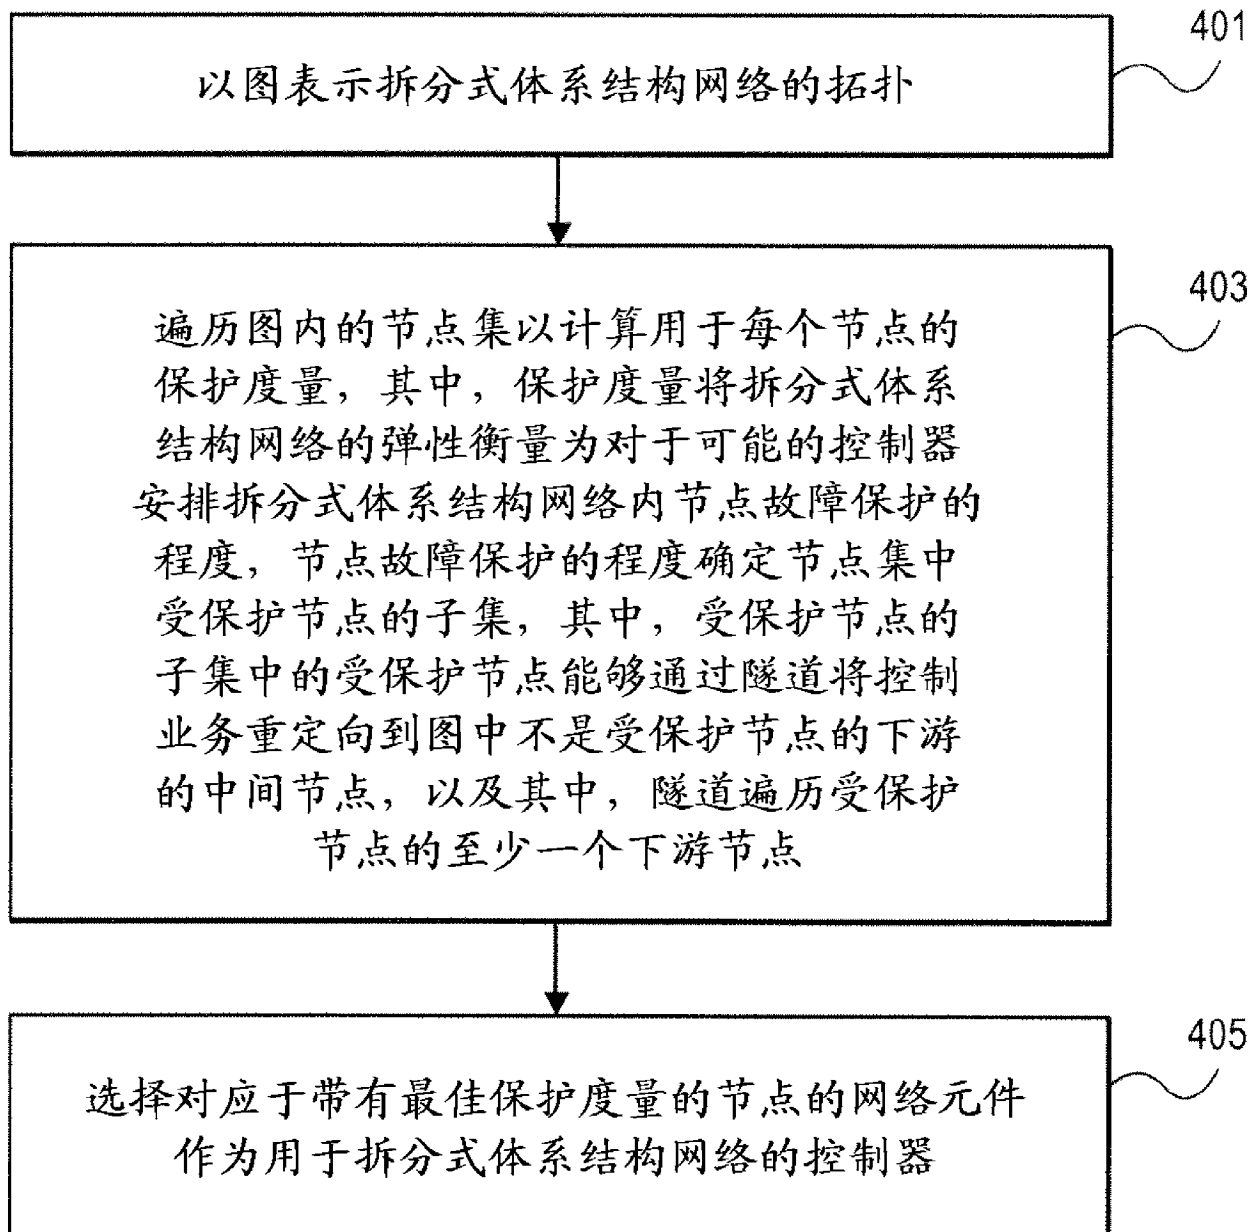 401
以图表示拆分式体系结构网络的拓扑
403
遍历图内的节点集以计算用于每个节点的
保护度量，其中，保护度量将拆分式体系
结构网络的弹性衡量为对于可能的控制器
安排拆分式体系结构网络内节点故障保护的
程度，节点故障保护的程度确定节点集中
受保护节点的子集，其中，受保护节点的
子集中的受保护节点能够通过隧道将控制
业务重定向到图中不是受保护节点的下游
的中间节点，以及其中，隧道遍历受保护
节点的至少一个下游节点
405
选择对应于带有最佳保护度量的节点的网络元件
作为用于拆分式体系结构网络的控制器